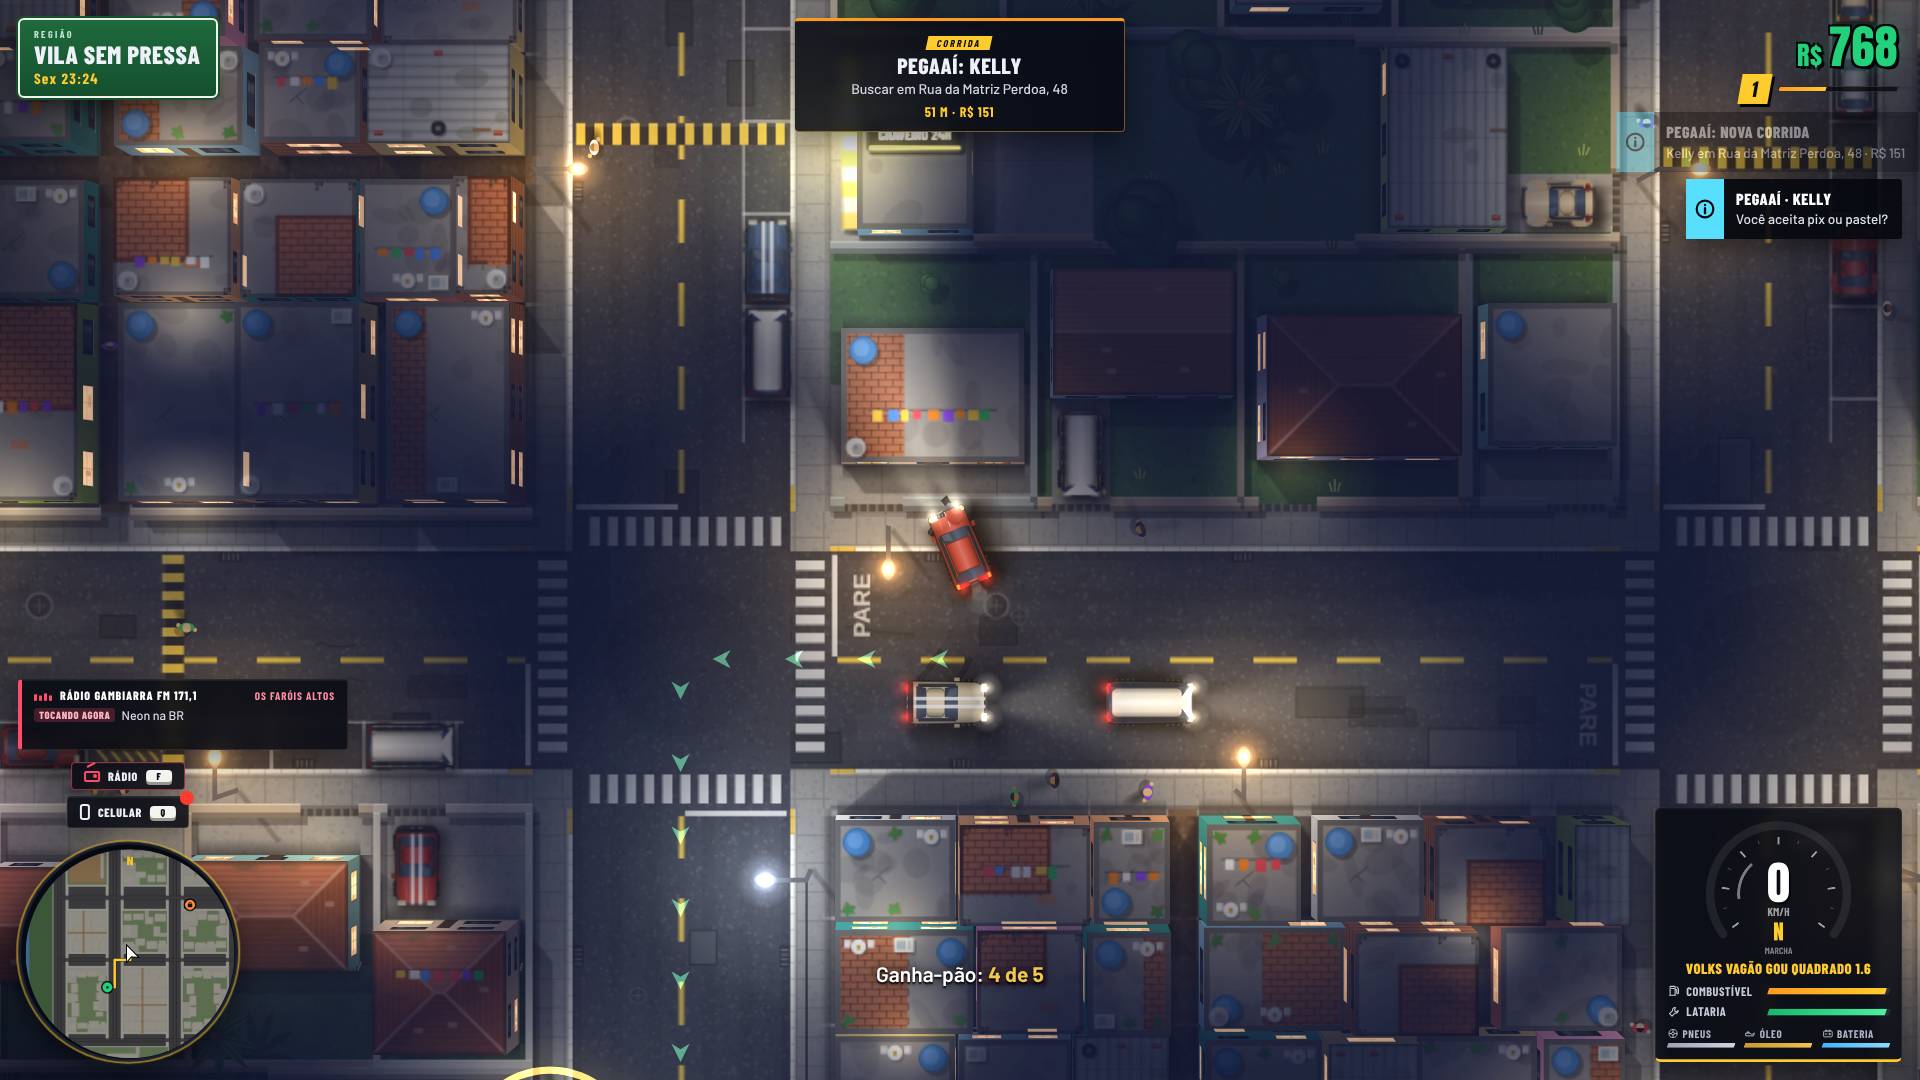 REGIÃO
VILA SEM PRESSA
Sex 23:24
CORRIDA
PEGAAÍ: KELLY
Buscar em Rua da Matriz Perdoa, 48
51 M · R$ 151
R$ 768
1
PEGAAÍ: NOVA CORRIDA
Kelly em Rua da Matriz Perdoa, 48 · R$ 151
PEGAAÍ · KELLY
Você aceita pix ou pastel?
CHAVEIRO 24H
PARE
PARE
RÁDIO GAMBIARRA FM 171,1
OS FARÓIS ALTOS
TOCANDO AGORA Neon na BR
RÁDIO F
CELULAR Q
N
Ganha-pão: 4 de 5
0
KM/H
N
MARCHA
VOLKS VAGÃO GOU QUADRADO 1.6
COMBUSTÍVEL
LATARIA
PNEUS
ÓLEO
BATERIA